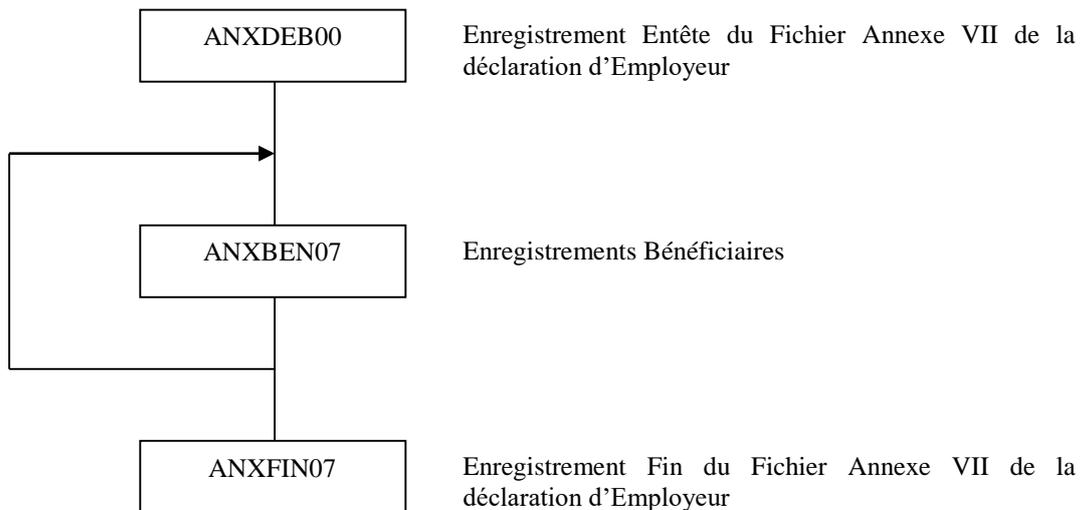 ANXDEB00
Enregistrement Entête du Fichier Annexe VII de la
déclaration d’Employeur
ANXBEN07
Enregistrements Bénéficiaires
ANXFIN07
Enregistrement Fin du Fichier Annexe VII de la
déclaration d’Employeur